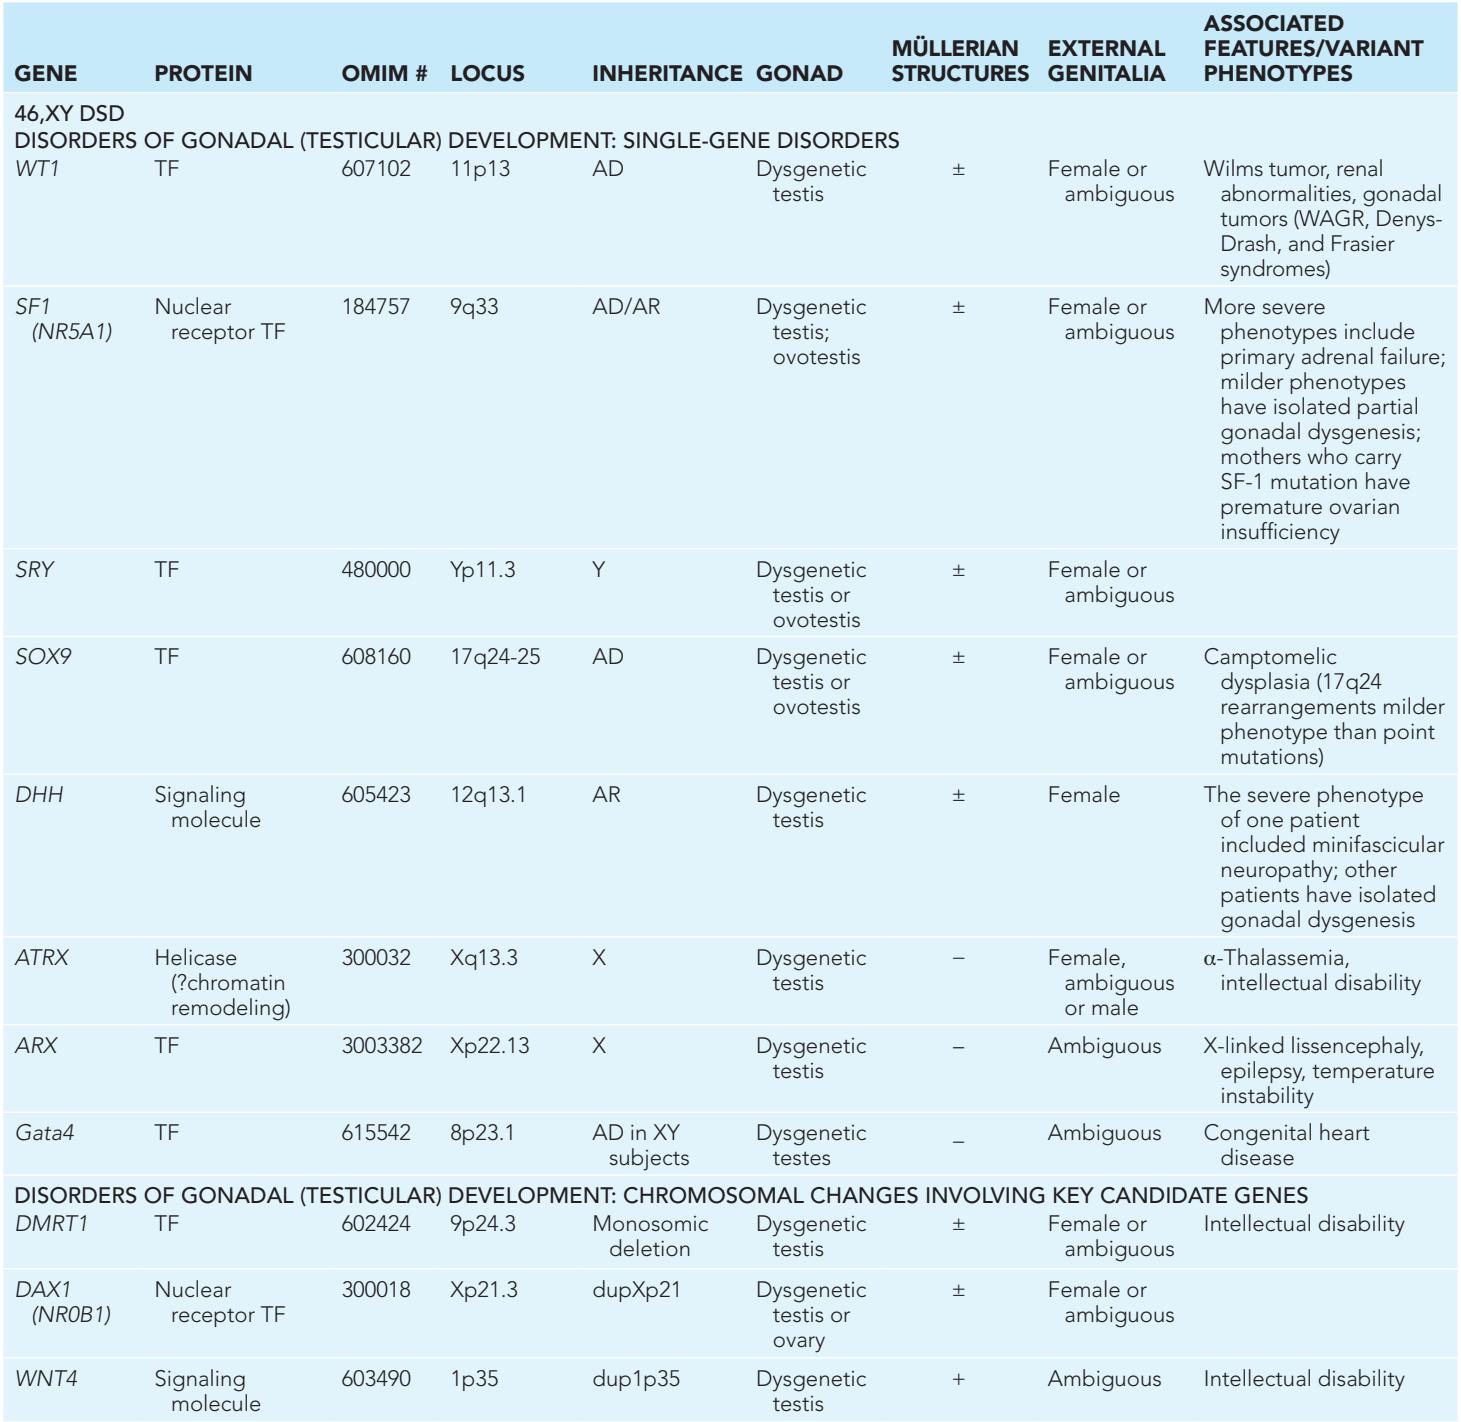 GENE PROTEIN OMIM # LOCUS INHERITANCE GONAD MÜLLERIAN STRUCTURES EXTERNAL GENITALIA ASSOCIATED FEATURES/VARIANT PHENOTYPES
46,XY DSD
DISORDERS OF GONADAL (TESTICULAR) DEVELOPMENT: SINGLE-GENE DISORDERS
WT1 TF 607102 11p13 AD Dysgenetic ± Female or Wilms tumor, renal
testis ambiguous abnormalities, gonadal
tumors (WAGR, Denys-
Drash, and Frasier
syndromes)
SF1 Nuclear 184757 9q33 AD/AR Dysgenetic ± Female or More severe
(NR5A1) receptor TF testis; ambiguous phenotypes include
ovotestis primary adrenal failure;
milder phenotypes
have isolated partial
gonadal dysgenesis;
mothers who carry
SF-1 mutation have
premature ovarian
insufficiency
SRY TF 480000 Yp11.3 Y Dysgenetic ± Female or
testis or ambiguous
ovotestis
SOX9 TF 608160 17q24-25 AD Dysgenetic ± Female or Camptomelic
testis or ambiguous dysplasia (17q24
ovotestis rearrangements milder
phenotype than point
mutations)
DHH Signaling 605423 12q13.1 AR Dysgenetic ± Female The severe phenotype
molecule testis of one patient
included minifascicular
neuropathy; other
patients have isolated
gonadal dysgenesis
ATRX Helicase 300032 Xq13.3 X Dysgenetic – Female, α-Thalassemia,
(?chromatin testis ambiguous intellectual disability
remodeling) or male
ARX TF 3003382 Xp22.13 X Dysgenetic – Ambiguous X-linked lissencephaly,
testis epilepsy, temperature
instability
Gata4 TF 615542 8p23.1 AD in XY Dysgenetic _ Ambiguous Congenital heart
subjects testes disease
DISORDERS OF GONADAL (TESTICULAR) DEVELOPMENT: CHROMOSOMAL CHANGES INVOLVING KEY CANDIDATE GENES
DMRT1 TF 602424 9p24.3 Monosomic Dysgenetic ± Female or Intellectual disability
deletion testis ambiguous
DAX1 Nuclear 300018 Xp21.3 dupXp21 Dysgenetic ± Female or
(NR0B1) receptor TF testis or ambiguous
ovary
WNT4 Signaling 603490 1p35 dup1p35 Dysgenetic + Ambiguous Intellectual disability
molecule testis